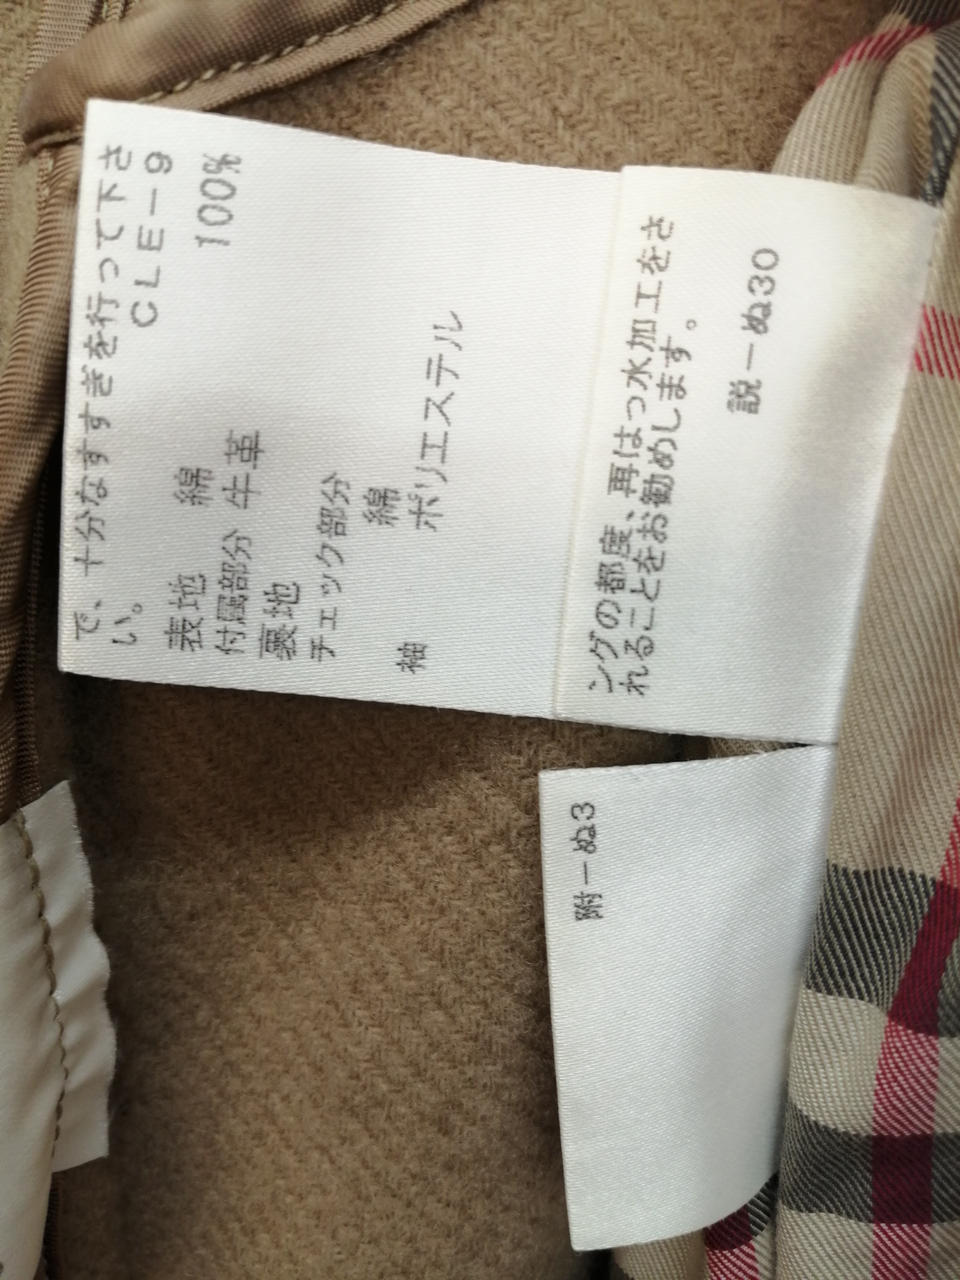 で、十分なすすぎを行って下さ
い。 CLE－9
表地 綿 100%
付属部分 牛革
裏地
チェック部分
綿
袖 ポリエステル
ングの都度、再はっ水加工をさ
れることをお勧めします。
説－ぬ30
附－ぬ3